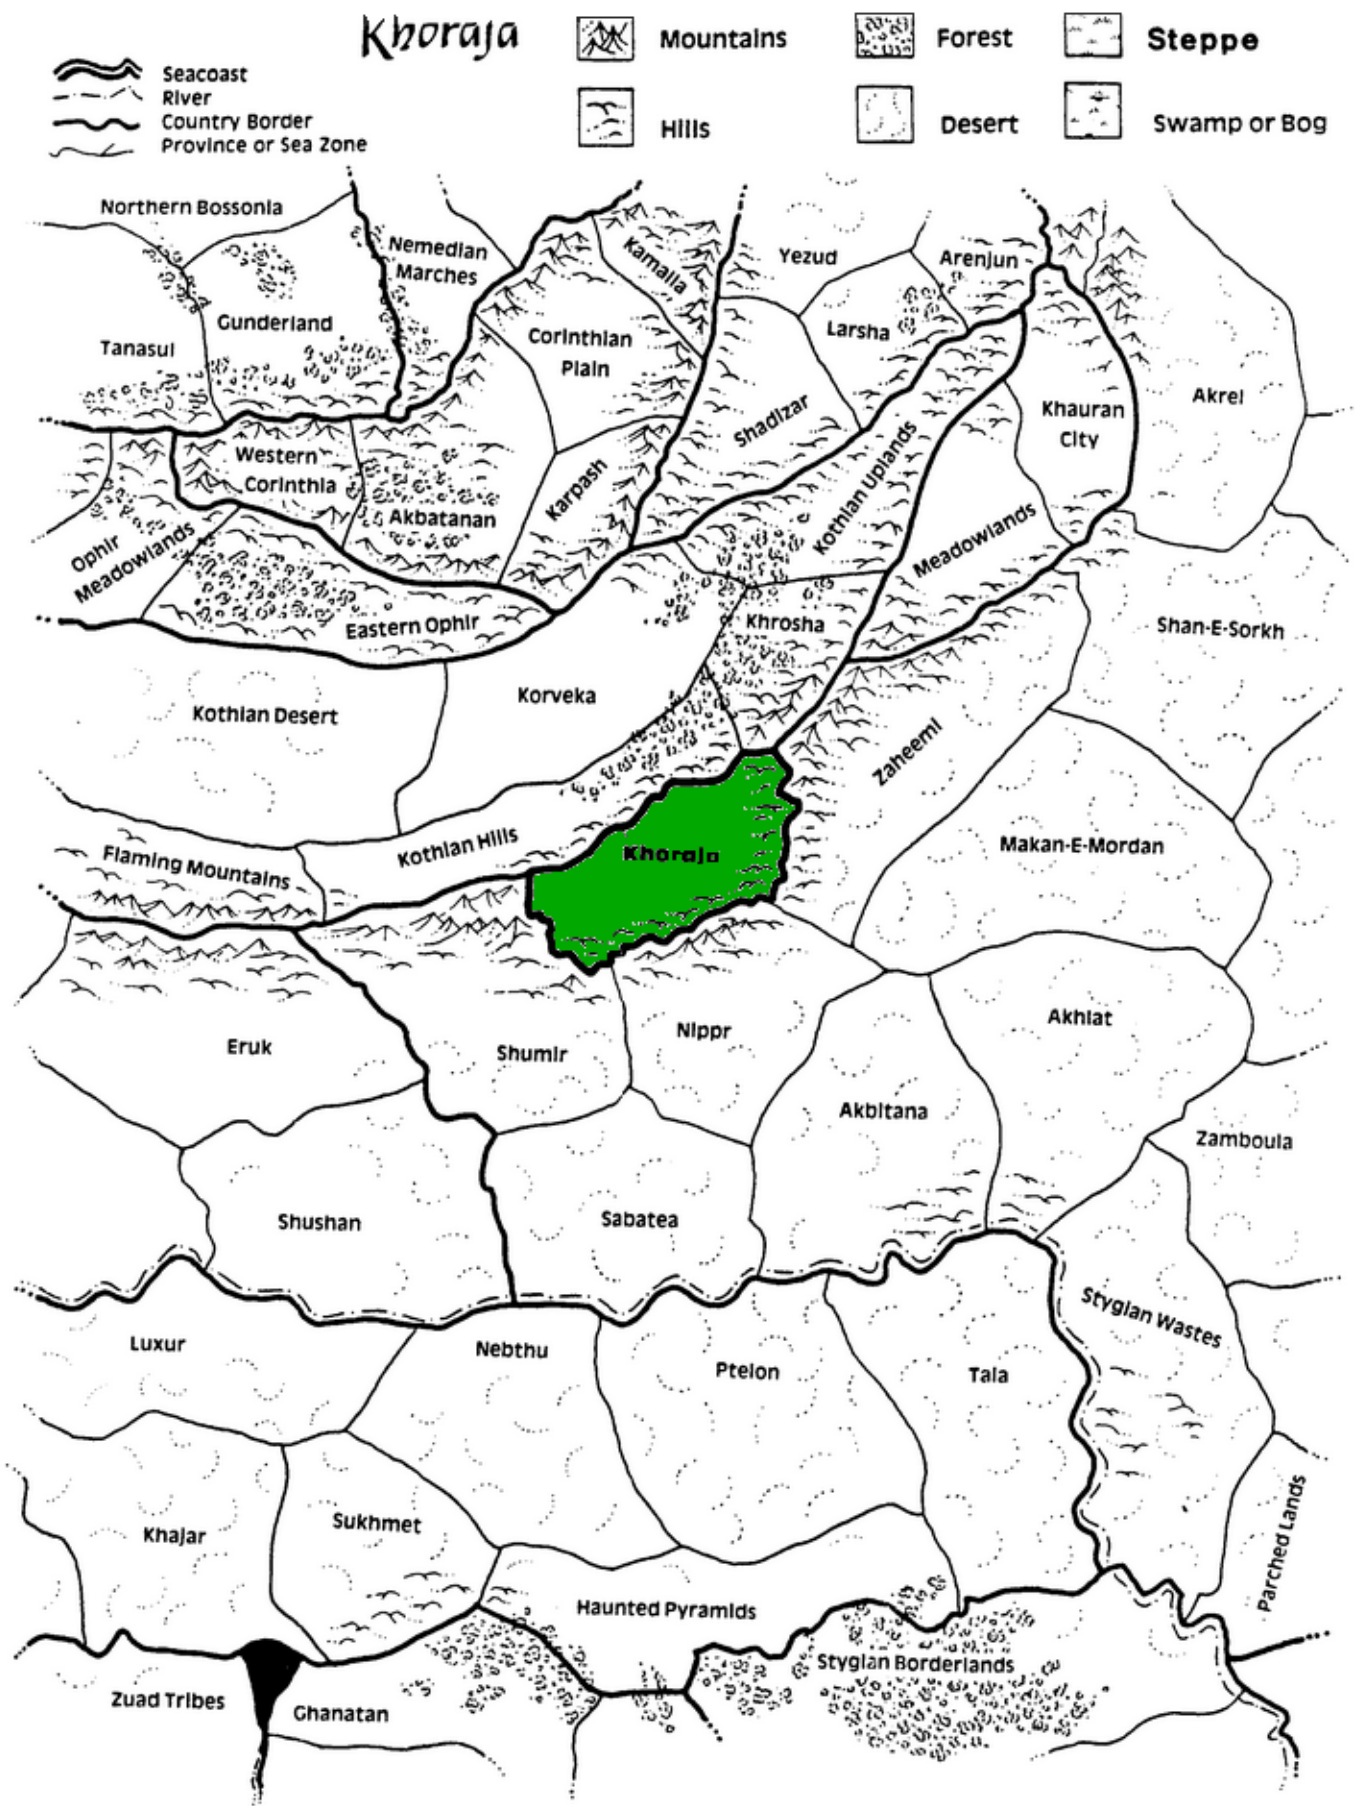 Khoraja
Mountains
Forest
Steppe
Seacoast
River
Country Border
Province or Sea Zone
Hills
Desert
Swamp or Bog
Northern Bossonia
Nemedian
Marches
Kamalla
Yezud
Arenjun
Gunderland
Tanasul
Corinthian
Plain
Larsha
Akrel
Khauran
City
Shadizar
Western
Corinthia
Karpash
Kothian Uplands
Akbatanan
Ophir
Meadowlands
Meadowlands
Eastern Ophir
Khrosha
Shan-E-Sorkh
Kothian Desert
Korveka
Zaheemi
Flaming Mountains
Kothian Hills
Khoraja
Makan-E-Mordan
Eruk
Shumir
Nippr
Akhlat
Akbitana
Zamboula
Shushan
Sabatea
Luxur
Nebthu
Ptelon
Tala
Stygian Wastes
Khajar
Sukhmet
Parched Lands
Haunted Pyramids
Stygian Borderlands
Zuad Tribes
Ghanatan